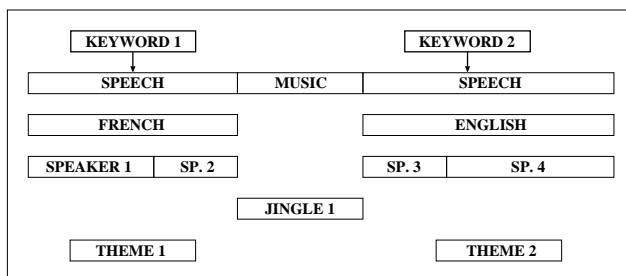 KEYWORD 1 KEYWORD 2
SPEECH MUSIC SPEECH
FRENCH ENGLISH
SPEAKER 1 SP. 2 SP. 3 SP. 4
JINGLE 1
THEME 1 THEME 2